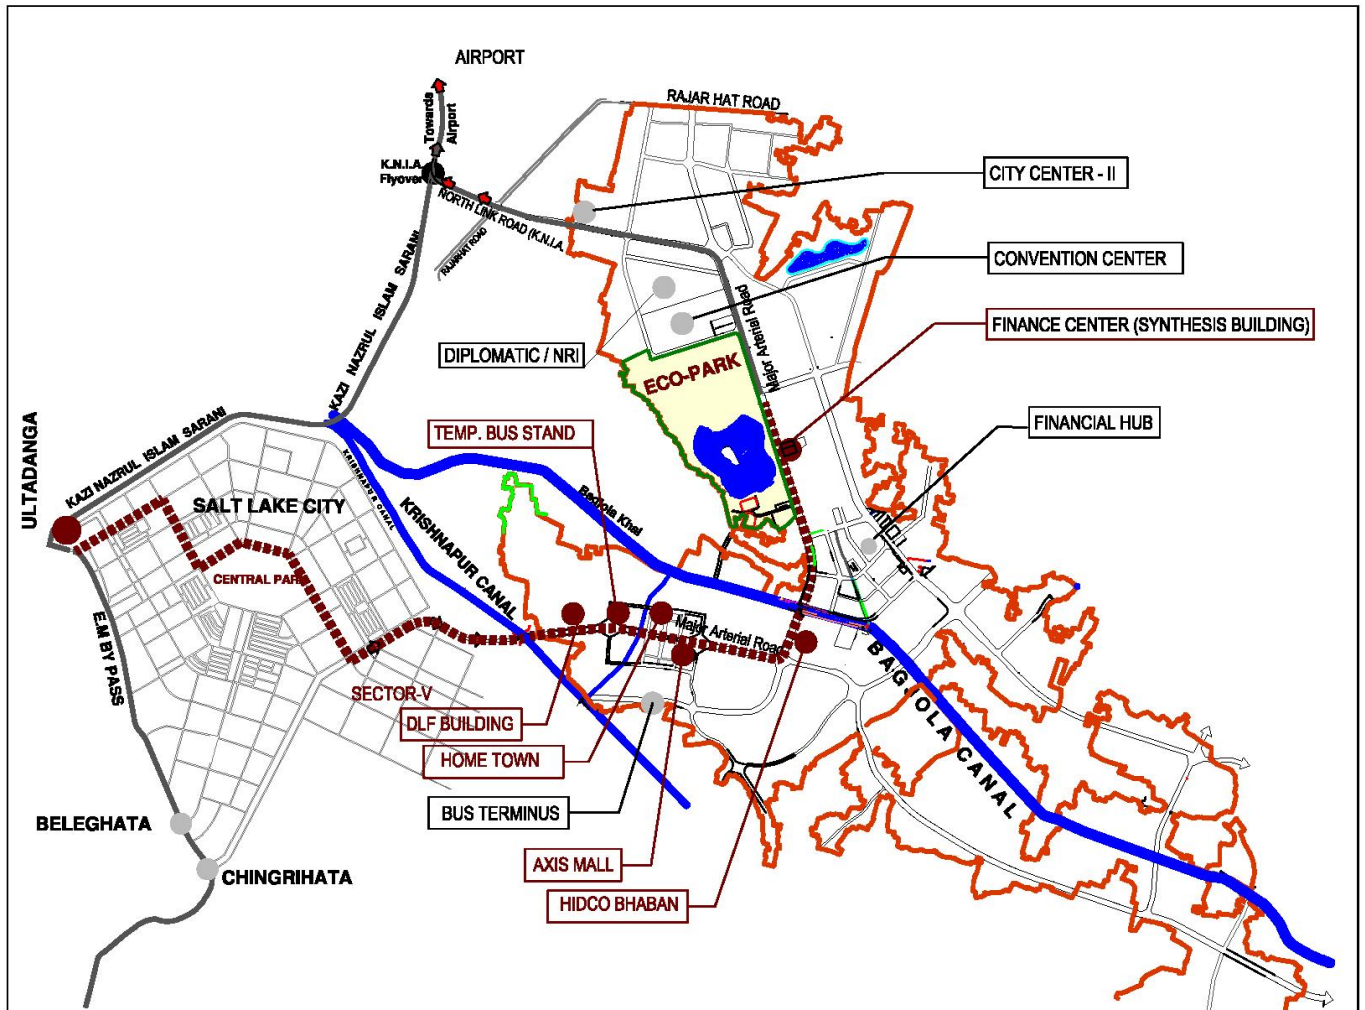 AIRPORT
Towards
Airport
RAJAR HAT ROAD
K.N.I.A.
Flyover
CITY CENTER - II
NORTH LINK ROAD (K.N.I.A.
RAJARHAT ROAD
KAZI NAZRUL ISLAM SARANI
CONVENTION CENTER
Major Arterial Road
FINANCE CENTER (SYNTHESIS BUILDING)
DIPLOMATIC / NRI
ECO-PARK
ULTADANGA
KAZI NAZRUL ISLAM SARANI
TEMP. BUS STAND
FINANCIAL HUB
KRISHNAPUR CANAL
SALT LAKE CITY
KRISHNAPUR CANAL
Bagjola Khal
CENTRAL PARK
E.M BY PASS
Major Arterial Road
BAGJOLA CANAL
SECTOR-V
DLF BUILDING
HOME TOWN
BUS TERMINUS
BELEGHATA
AXIS MALL
CHINGRIHATA
HIDCO BHABAN